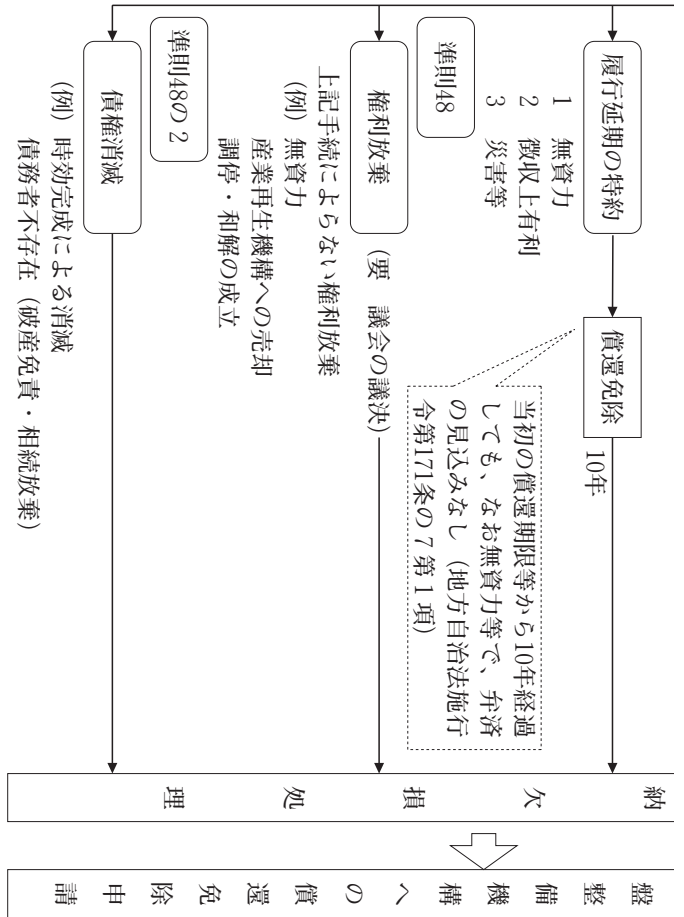 履行延期の特約
1　無資力
2　徴収上有利
3　災害等
償還免除
10年
当初の償還期限等から10年経過
しても、なお無資力等で、弁済
の見込みなし（地方自治法施行
令第171条の７第１項）
準則48
権利放棄
（要　議会の議決）
上記手続によらない権利放棄
（例）無資力
産業再生機構への売却
調停・和解の成立
準則48の２
債権消滅
（例）時効完成による消滅
債務者不存在（破産免責・相続放棄）
納欠損処理
盤整備機構への償還免除申請